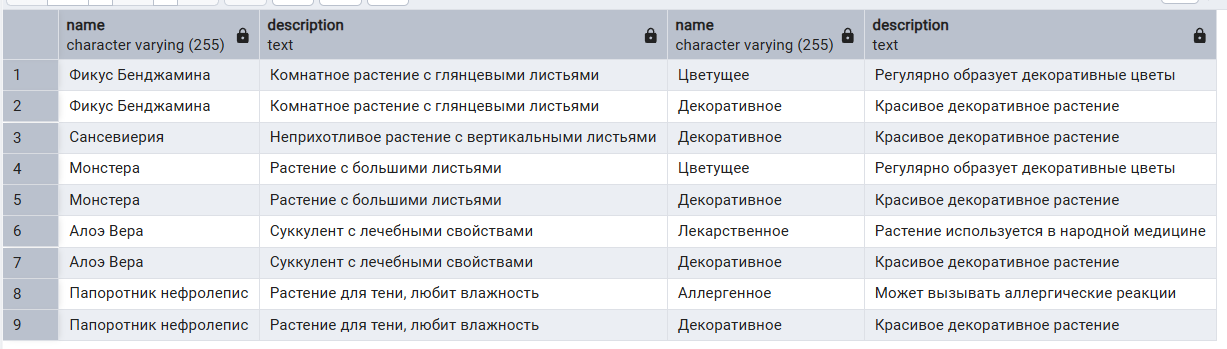 name description name description
character varying (255) text character varying (255) text
1 Фикус Бенджамина Комнатное растение с глянцевыми листьями Цветущее Регулярно образует декоративные цветы
2 Фикус Бенджамина Комнатное растение с глянцевыми листьями Декоративное Красивое декоративное растение
3 Сансевиерия Неприхотливое растение с вертикальными листьями Декоративное Красивое декоративное растение
4 Монстера Растение с большими листьями Цветущее Регулярно образует декоративные цветы
5 Монстера Растение с большими листьями Декоративное Красивое декоративное растение
6 Алоэ Вера Суккулент с лечебными свойствами Лекарственное Растение используется в народной медицине
7 Алоэ Вера Суккулент с лечебными свойствами Декоративное Красивое декоративное растение
8 Папоротник нефролепис Растение для тени, любит влажность Аллергенное Может вызывать аллергические реакции
9 Папоротник нефролепис Растение для тени, любит влажность Декоративное Красивое декоративное растение